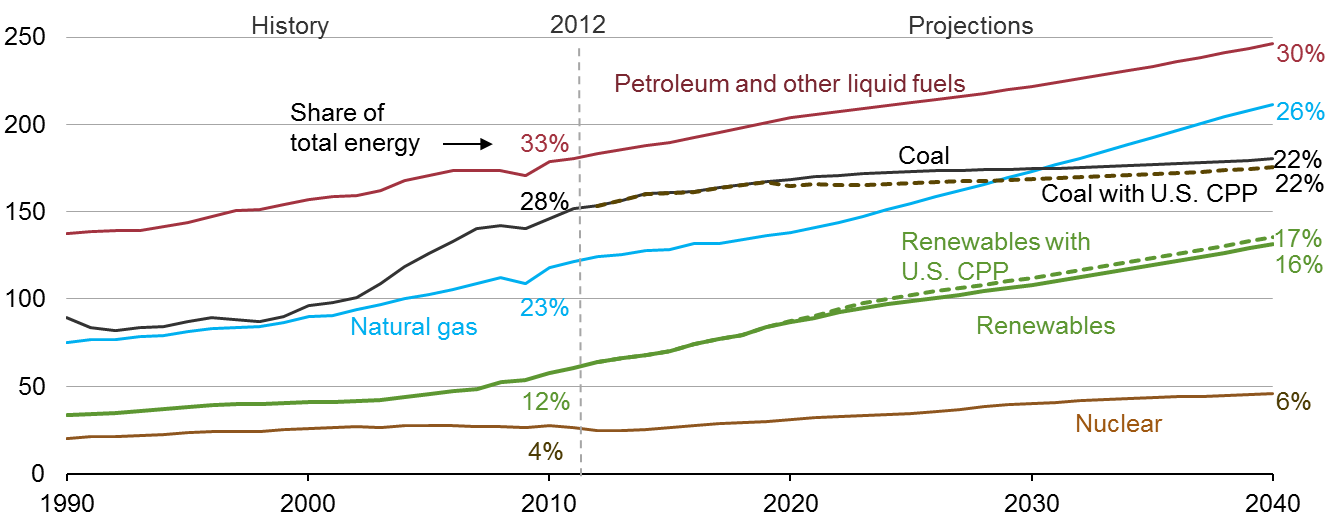 History 2012 Projections
250
30%
Petroleum and other liquid fuels
Share of
total energy
26%
200
33%
Coal
22%
22%
28%
Coal with U.S. CPP
150
Renewables with
U.S. CPP
17%
16%
100
23%
Natural gas
Renewables
50
12%
6%
Nuclear
4%
0
1990 2000 2010 2020 2030 2040